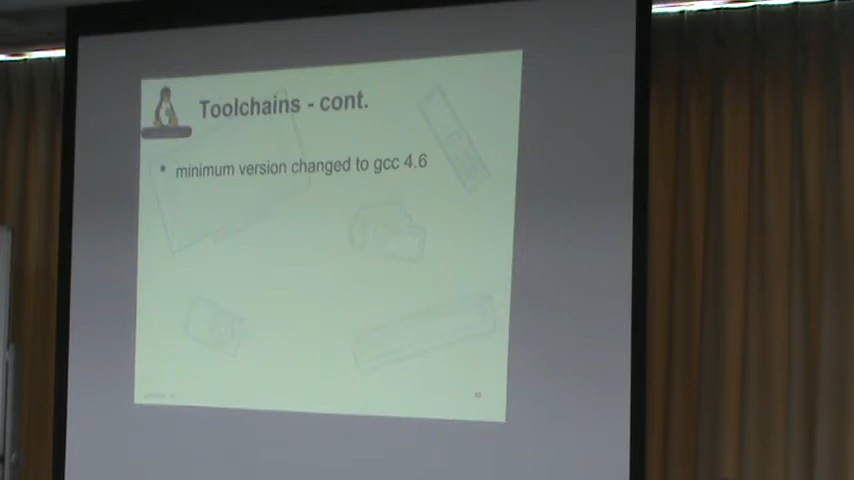 Toolchains - cont.
• minimum version changed to gcc 4.6